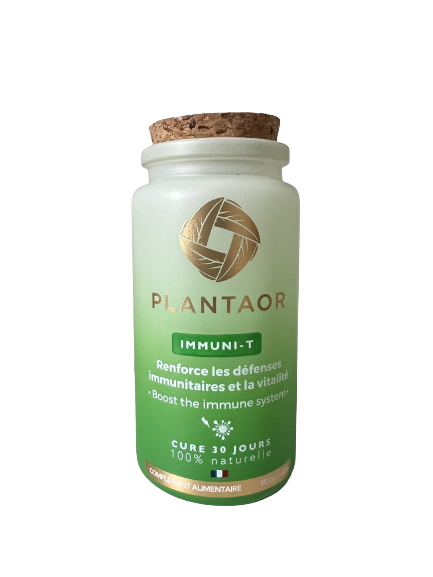 PLANTAOR
IMMUNI-T
Renforce les défenses
immunitaires et la vitalité
• Boost the immune system •
CURE 30 JOURS
100% naturelle
COMPLÉMENT ALIMENTAIRE